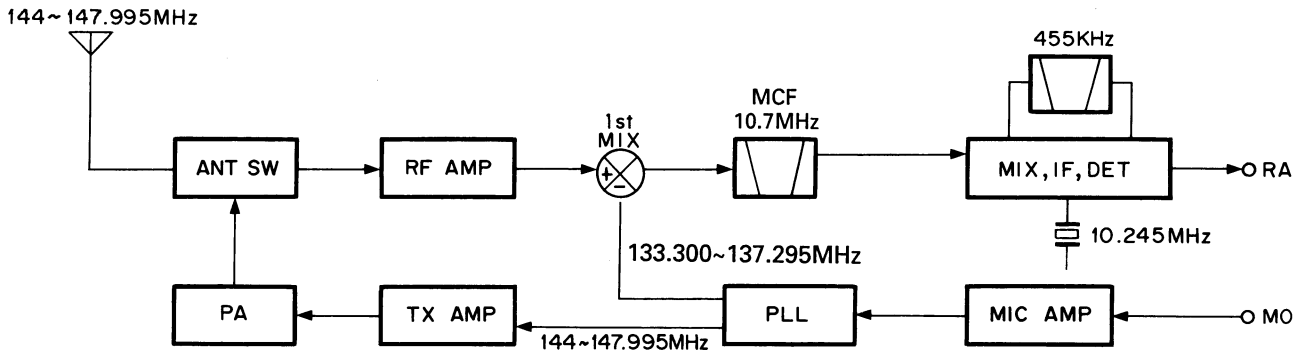 144~147.995MHz
455KHz
MCF
10.7MHz
1st
MIX
ANT SW
RF AMP
+
-
MIX, IF, DET
RA
10.245MHz
133.300~137.295MHz
PA
TX AMP
PLL
MIC AMP
MO
144~147.995MHz